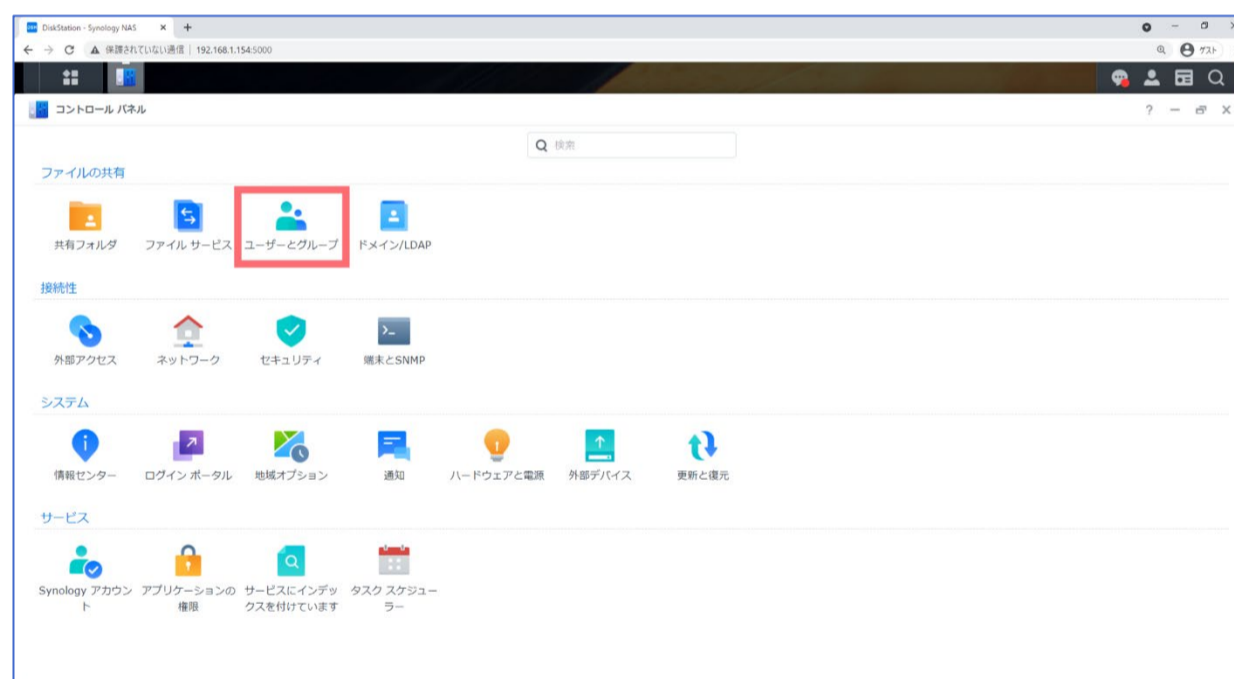 DiskStation - Synology NAS
保護されていない通信 | 192.168.1.154:5000
ゲスト
コントロール パネル
検索
ファイルの共有
共有フォルダ
ファイル サービス
ユーザーとグループ
ドメイン/LDAP
接続性
外部アクセス
ネットワーク
セキュリティ
端末とSNMP
システム
情報センター
ログイン ポータル
地域オプション
通知
ハードウェアと電源
外部デバイス
更新と復元
サービス
Synology アカウン
ト
アプリケーションの
権限
サービスにインデッ
クスを付けています
タスク スケジュー
ラー